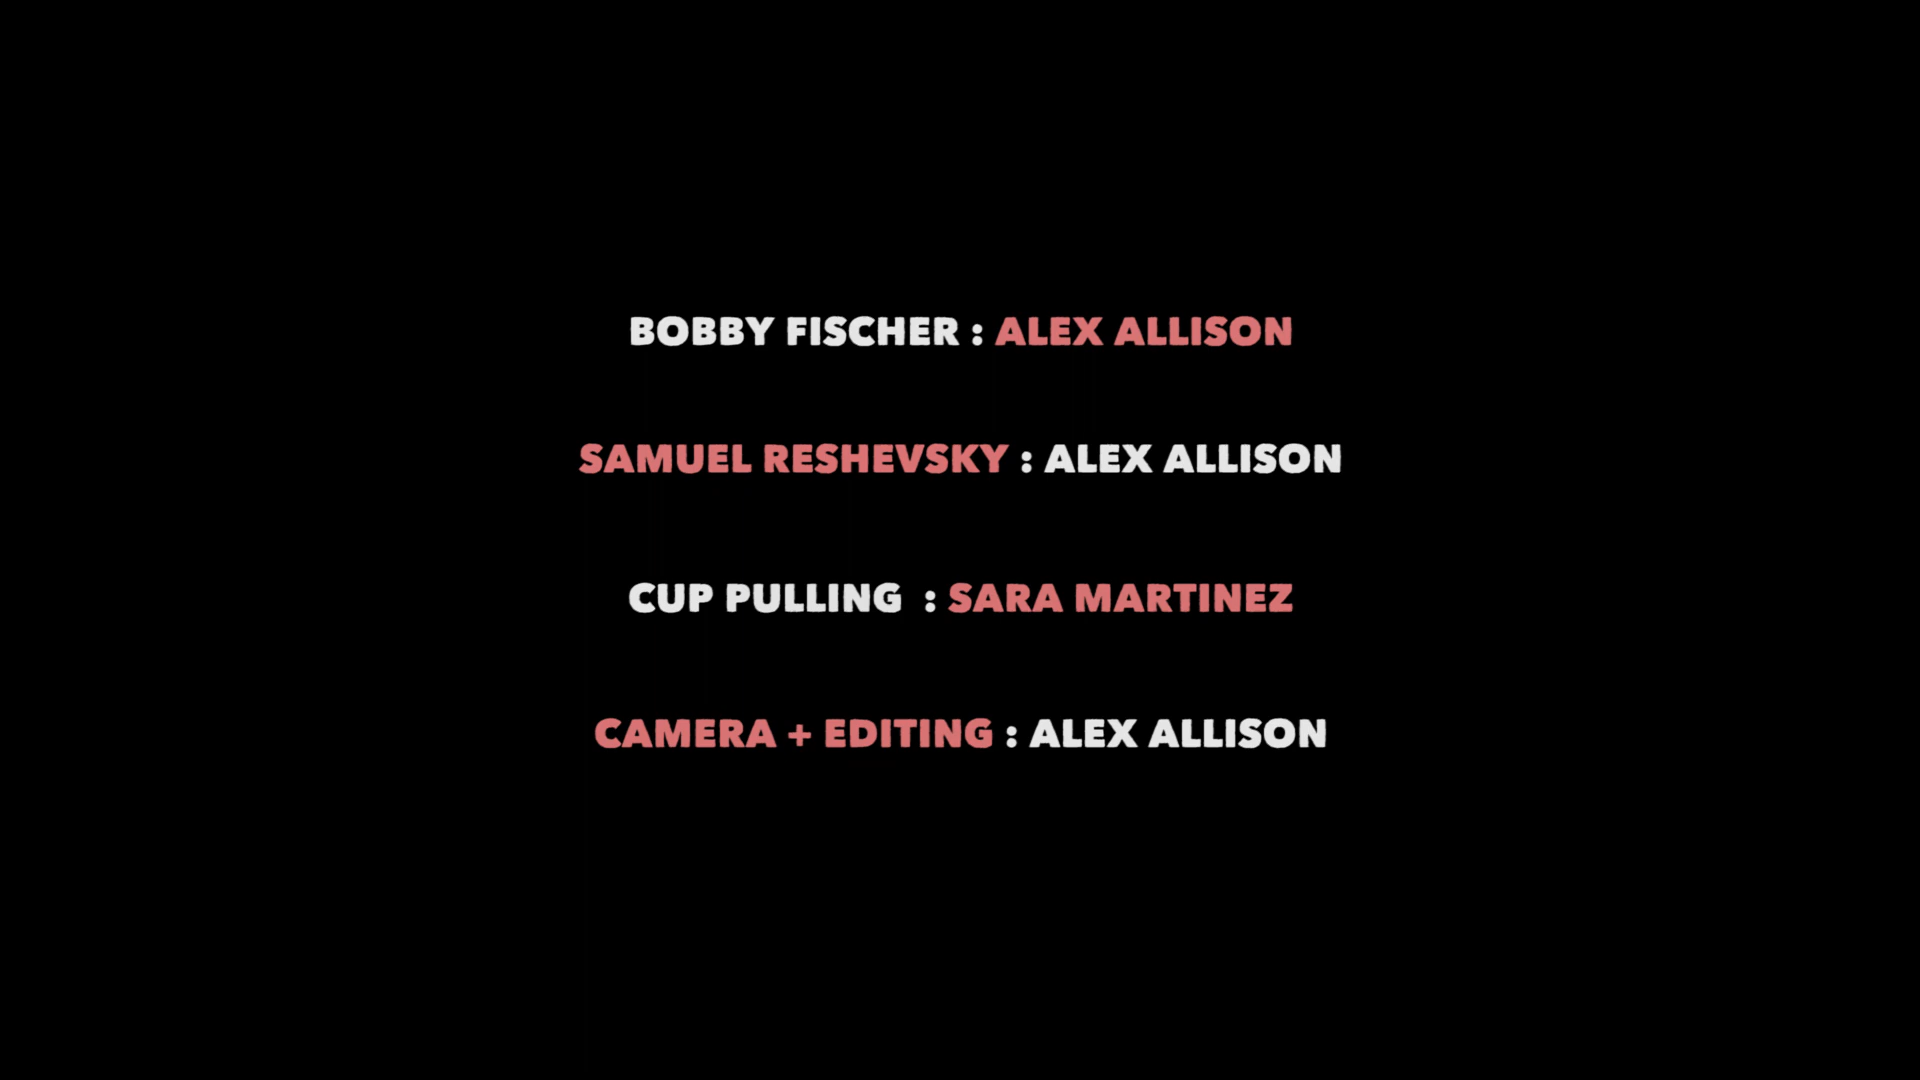 BOBBY FISCHER : ALEX ALLISON
SAMUEL RESHEVSKY : ALEX ALLISON
CUP PULLING  : SARA MARTINEZ
CAMERA + EDITING : ALEX ALLISON